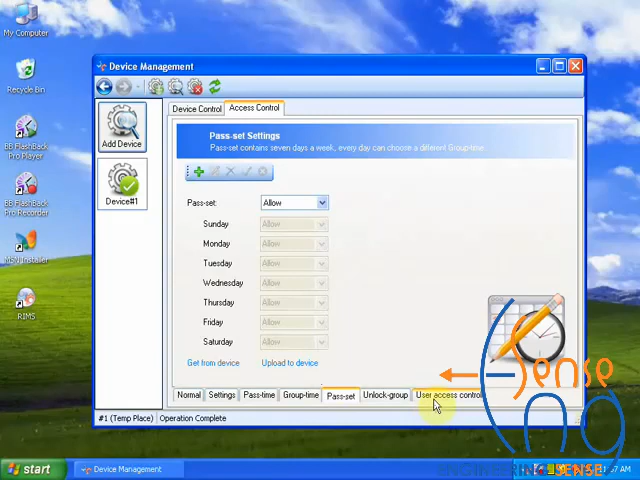 My Computer
Recycle Bin
BB FlashBack
Pro Player
BB FlashBack
Pro Recorder
MSN Installer
RIMS
Device Management
Add Device
Device#1
Device Control
Access Control
Pass-set Settings
Pass-set contains seven days a week, every day can choose a different Group-time.
Pass-set:
Allow
Sunday
Allow
Monday
Allow
Tuesday
Allow
Wednesday
Allow
Thursday
Allow
Friday
Allow
Saturday
Allow
Get from device
Upload to device
Normal
Settings
Pass-time
Group-time
Pass-set
Unlock-group
User access control
#1 (Temp Place)
Operation Complete
Sense
ng
ENGINEERING SENSE
start
Device Management